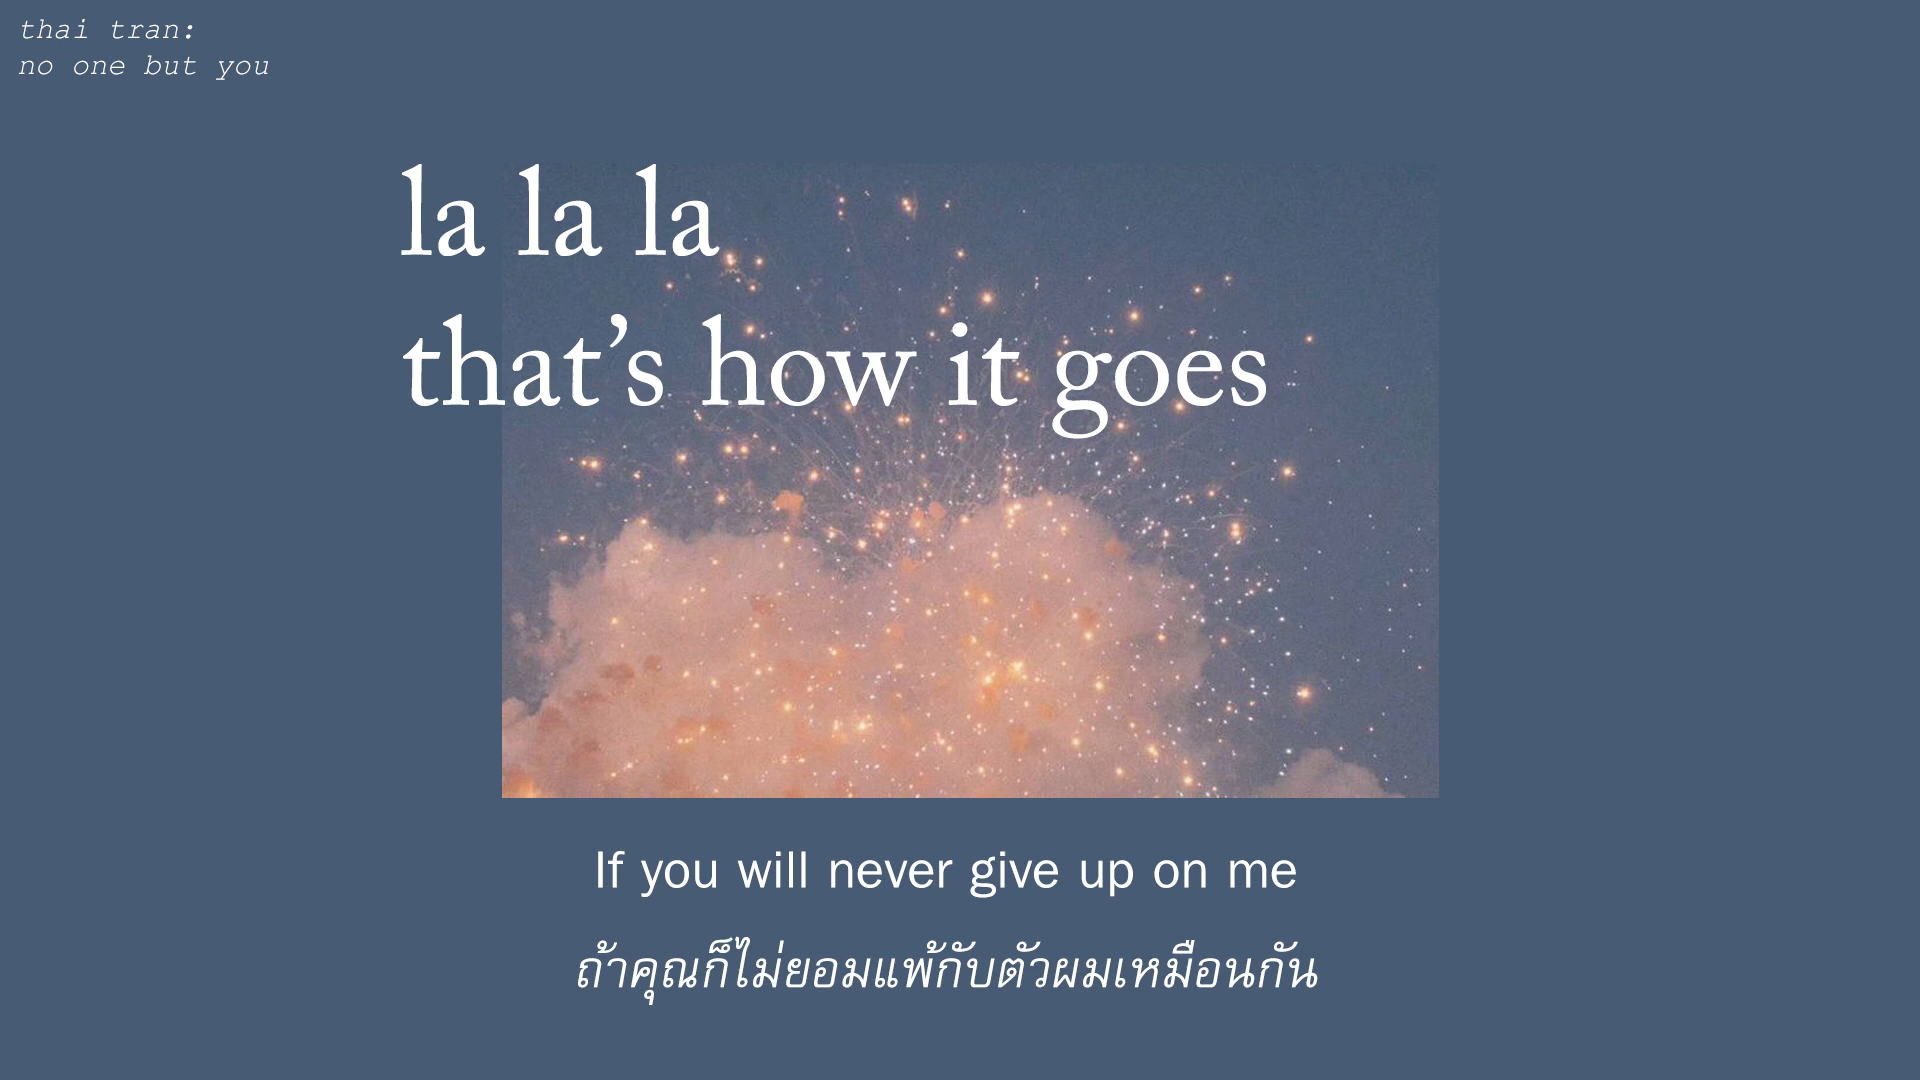 thai tran:
no one but you
la la la
that’s how it goes
If you will never give up on me
ถ้าคุณก็ไม่ยอมแพ้กับตัวผมเหมือนกัน